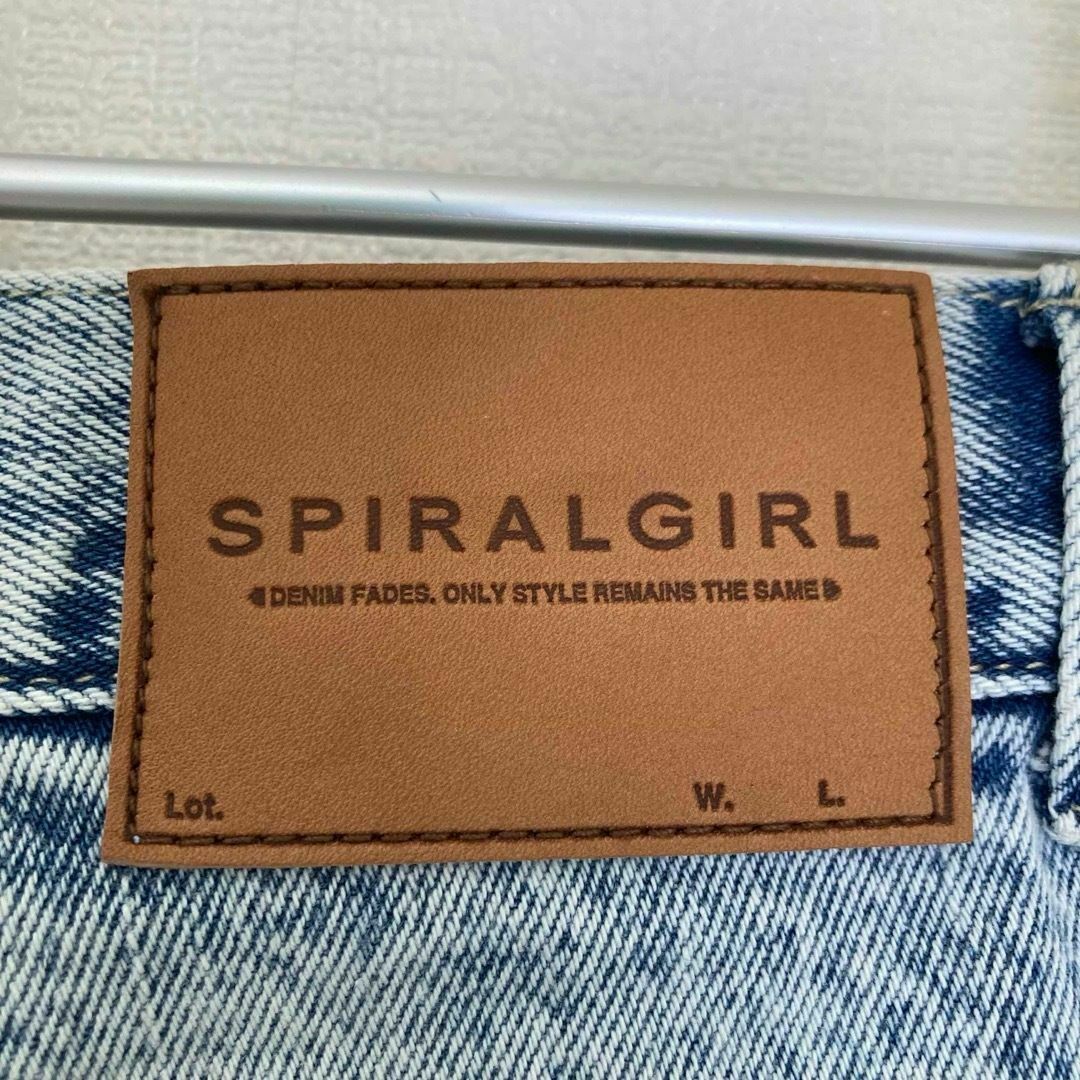 SPIRALGIRL
DENIM FADES. ONLY STYLE REMAINS THE SAME
Lot. W. L.